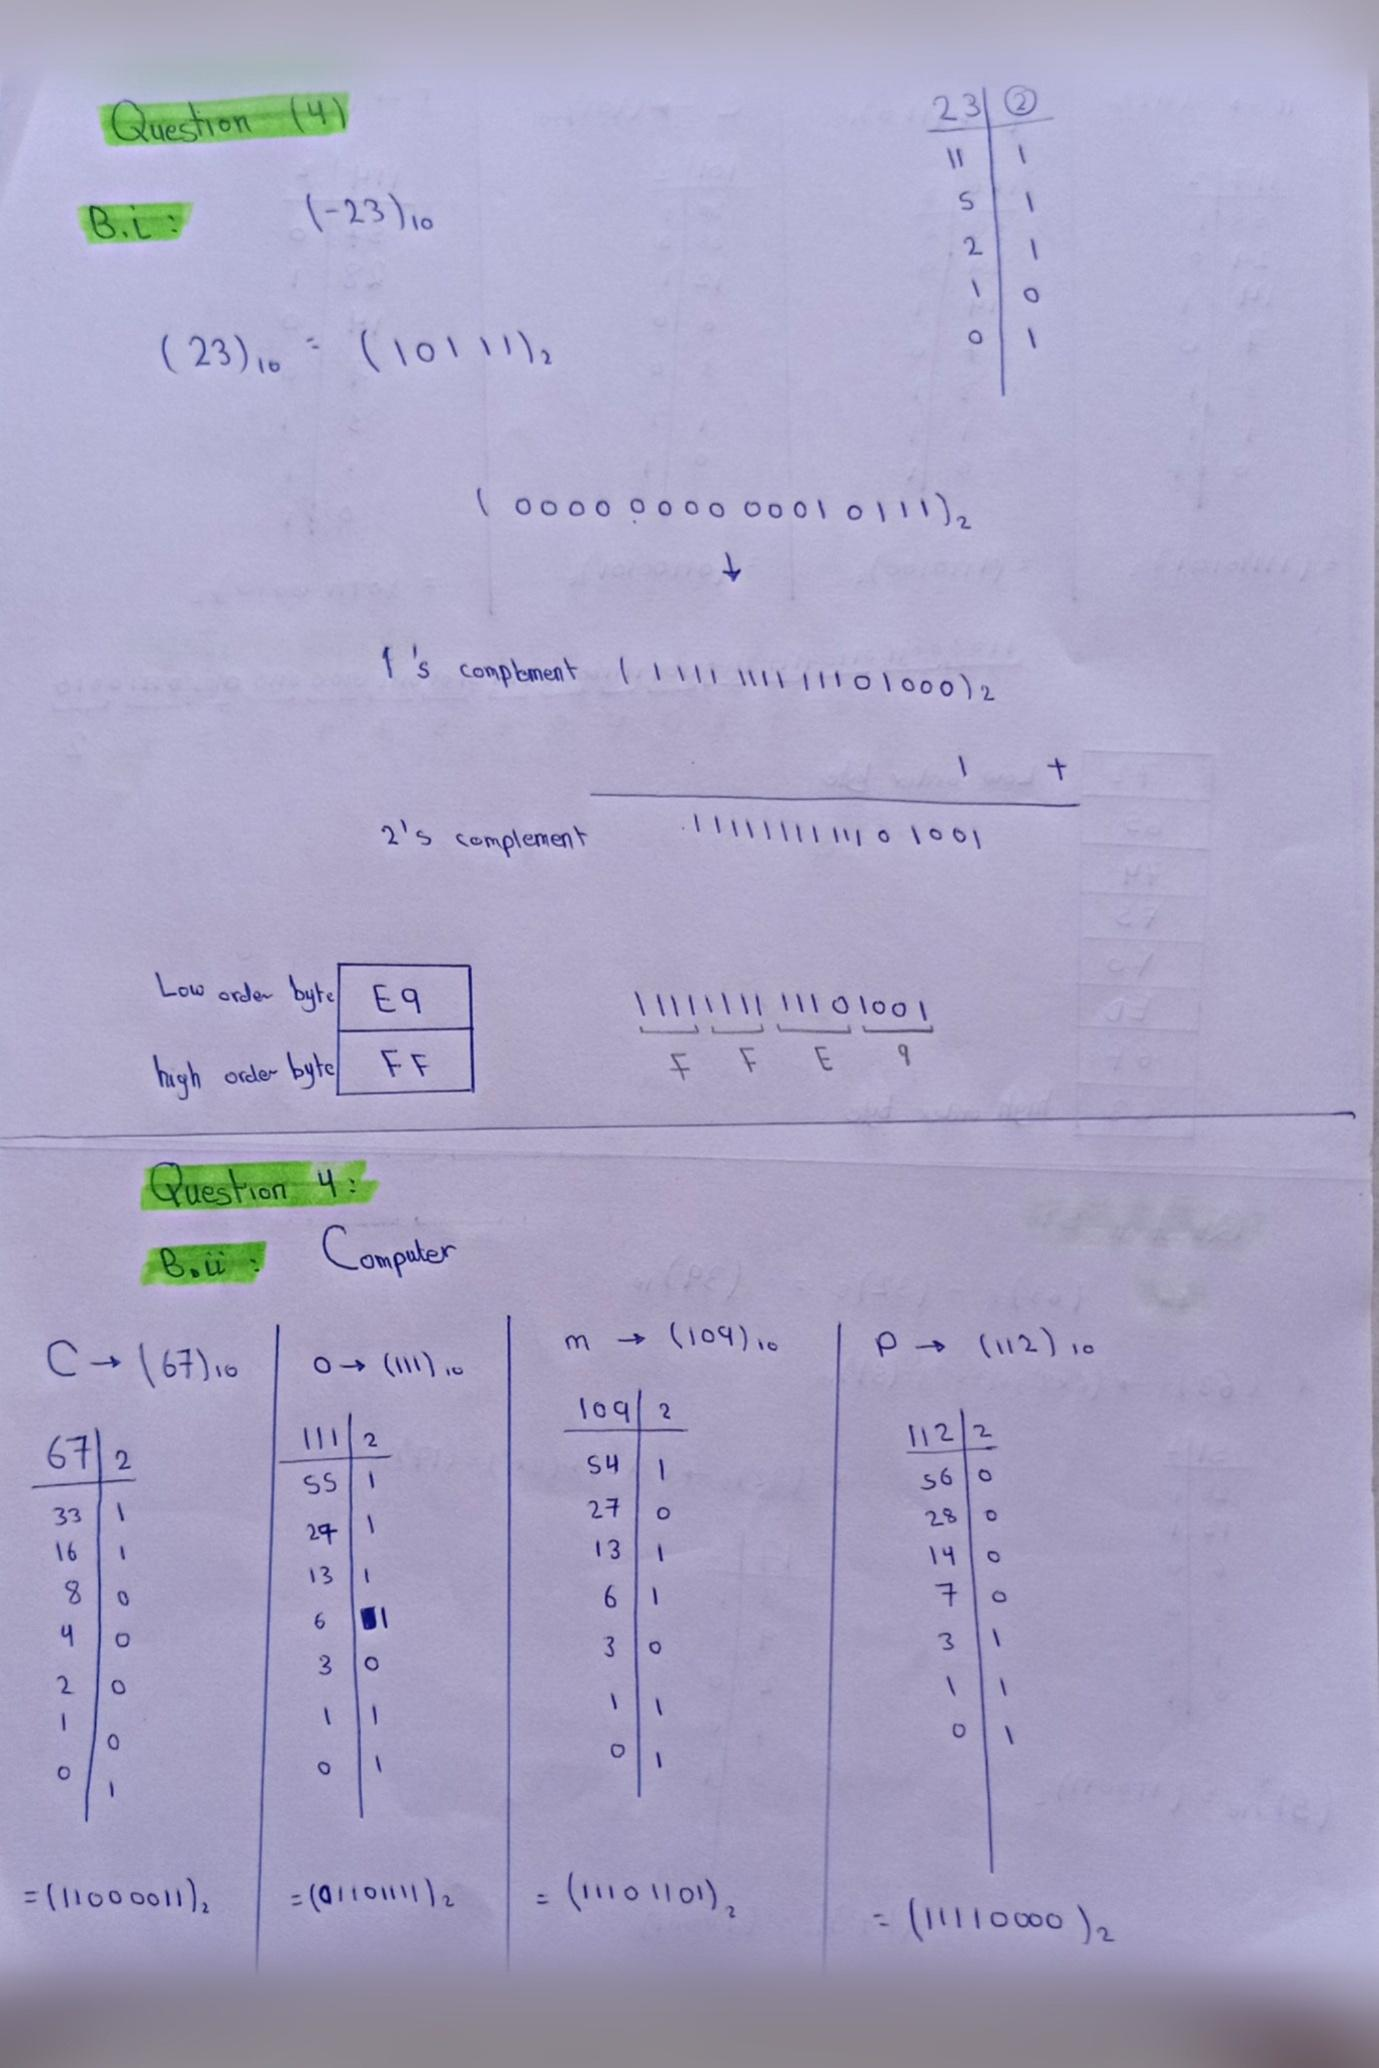 Question (4)
23 2
11 1
5 1
2 1
1 0
0 1
B.i : (-23)10
(23)10 = (10111)2
(0000 0000 0001 0111)2
↓
1's complement (1111 1111 1110 1000)2
1 +
2's complement 1111111111101001
Low order byte E9
high order byte FF
1111 1111 1110 1001
F F E 9
Question 4:
B.ii : Computer
C → (67)10
67 2
33 1
16 1
8 0
4 0
2 0
1 0
0 1
=(11000011)2
o → (111)10
111 2
55 1
27 1
13 1
6 1
3 0
1 1
0 1
=(01101111)2
m → (109)10
109 2
54 1
27 0
13 1
6 1
3 0
1 1
0 1
= (11101101)2
P → (112)10
112 2
56 0
28 0
14 0
7 0
3 1
1 1
0 1
= (11110000)2